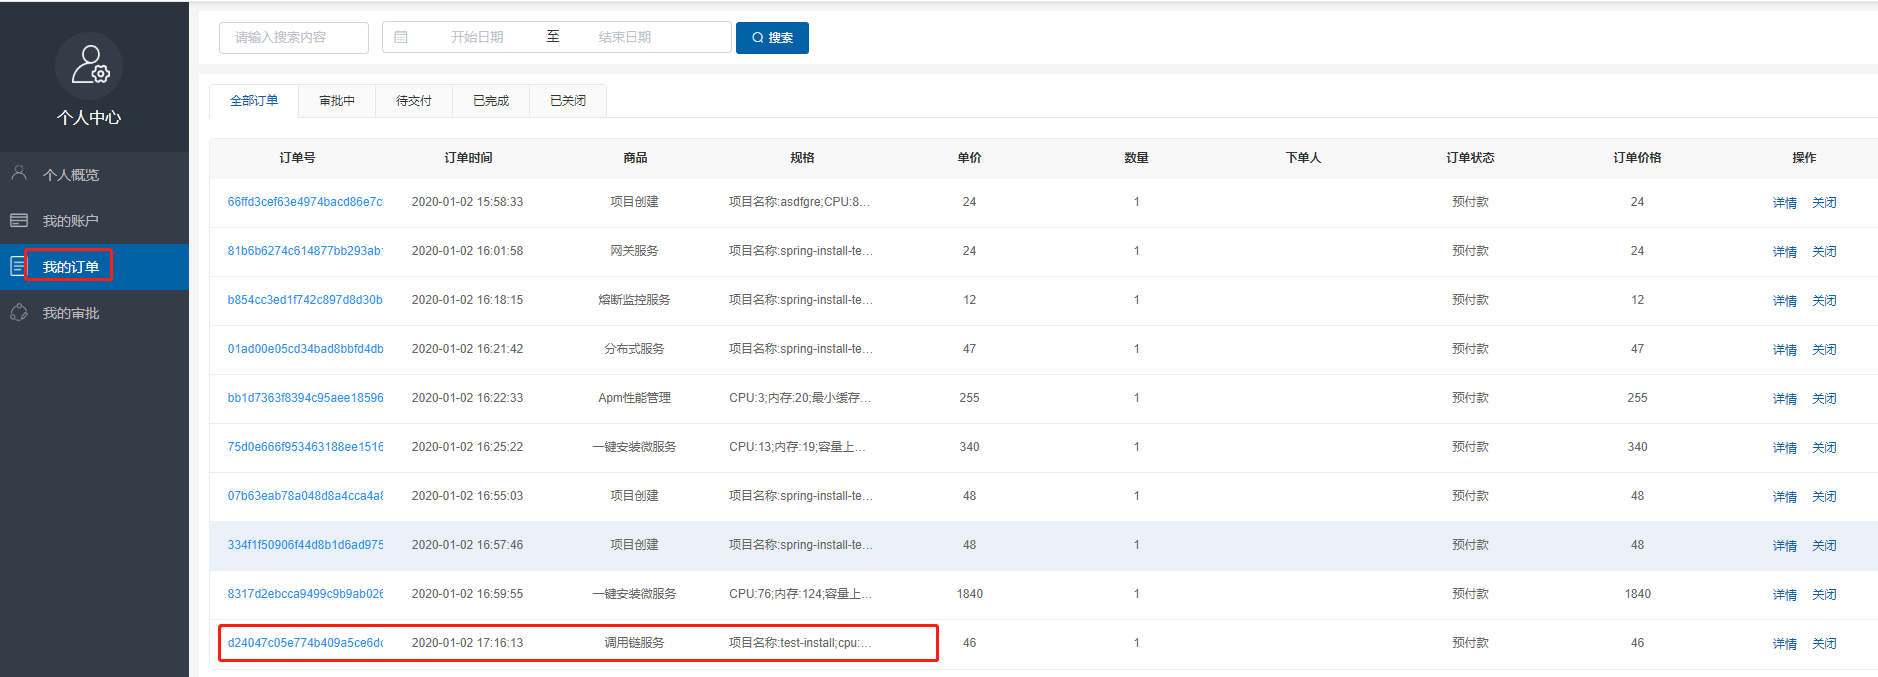 请输入搜索内容 开始日期 至 结束日期 搜索
个人中心
个人概览
我的账户
我的订单
我的审批
全部订单 审批中 待交付 已完成 已关闭
订单号 订单时间 商品 规格 单价 数量 下单人 订单状态 订单价格 操作
66ffd3cef63e4974bacd86e7c 2020-01-02 15:58:33 项目创建 项目名称:asdfgre;CPU:8... 24 1 预付款 24 详情 关闭
81b6b6274c614877bb293ab 2020-01-02 16:01:58 网关服务 项目名称:spring-install-te... 24 1 预付款 24 详情 关闭
b854cc3ed1f742c897d8d30b 2020-01-02 16:18:15 熔断监控服务 项目名称:spring-install-te... 12 1 预付款 12 详情 关闭
01ad00e05cd34bad8bbfd4db 2020-01-02 16:21:42 分布式服务 项目名称:spring-install-te... 47 1 预付款 47 详情 关闭
bb1d7363f8394c95aee18596 2020-01-02 16:22:33 Apm性能管理 CPU:3;内存:20;最小缓存... 255 1 预付款 255 详情 关闭
75d0e666f953463188ee1516 2020-01-02 16:25:22 一键安装微服务 CPU:13;内存:19;容量上... 340 1 预付款 340 详情 关闭
07b63eab78a048d8a4cca4a8 2020-01-02 16:55:03 项目创建 项目名称:spring-install-te... 48 1 预付款 48 详情 关闭
334f1f50906f44d8b1d6ad975 2020-01-02 16:57:46 项目创建 项目名称:spring-install-te... 48 1 预付款 48 详情 关闭
8317d2ebcca9499c9b9ab026 2020-01-02 16:59:55 一键安装微服务 CPU:76;内存:124;容量上... 1840 1 预付款 1840 详情 关闭
d24047c05e774b409a5ce6dc 2020-01-02 17:16:13 调用链服务 项目名称:test-install;cpu:... 46 1 预付款 46 详情 关闭